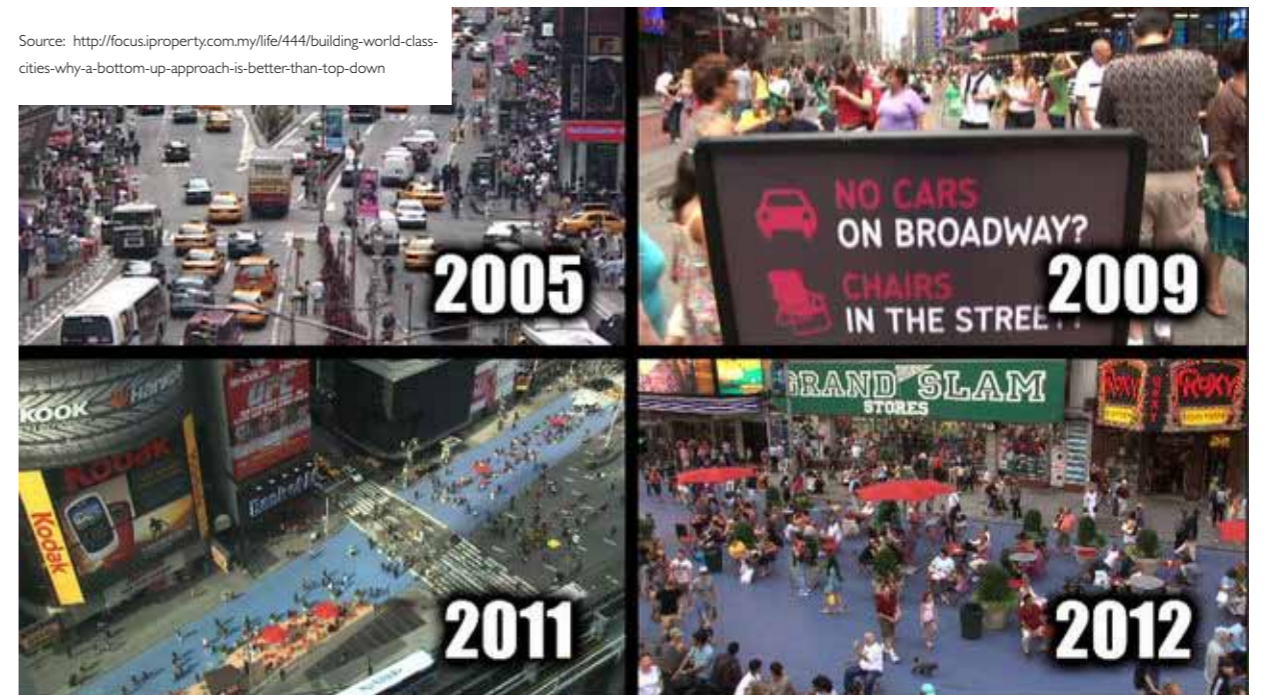 Source: http://focus.iproperty.com.my/life/444/building-world-class-
cities-why-a-bottom-up-approach-is-better-than-top-down
2005
NO CARS
ON BROADWAY?
CHAIRS
IN THE STREET?
2009
KOOK
Kodak
Kodak
2011
GRAND SLAM
STORES
ROXY
ROXY
2012